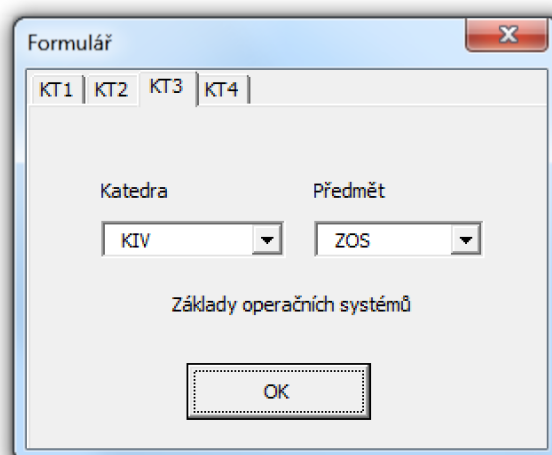 Formulář
KT1 KT2 KT3 KT4
Katedra Předmět
KIV ZOS
Základy operačních systémů
OK